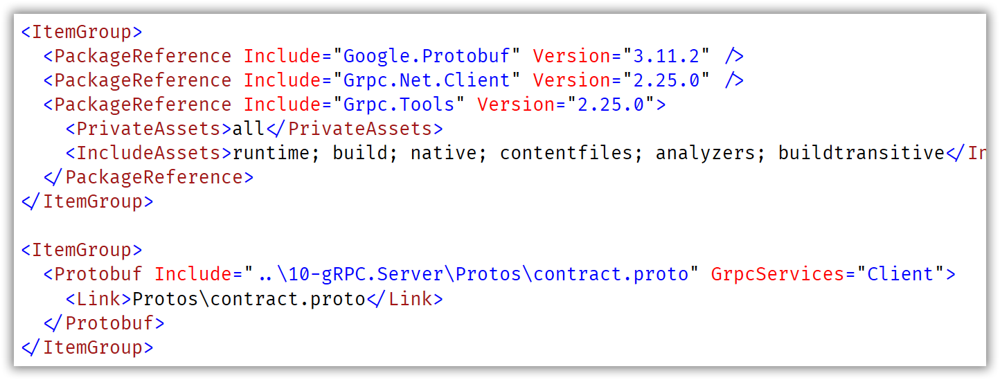 <ItemGroup>
  <PackageReference Include="Google.Protobuf" Version="3.11.2" />
  <PackageReference Include="Grpc.Net.Client" Version="2.25.0" />
  <PackageReference Include="Grpc.Tools" Version="2.25.0">
    <PrivateAssets>all</PrivateAssets>
    <IncludeAssets>runtime; build; native; contentfiles; analyzers; buildtransitive</In
  </PackageReference>
</ItemGroup>
<ItemGroup>
  <Protobuf Include="..\10-gRPC.Server\Protos\contract.proto" GrpcServices="Client">
    <Link>Protos\contract.proto</Link>
  </Protobuf>
</ItemGroup>